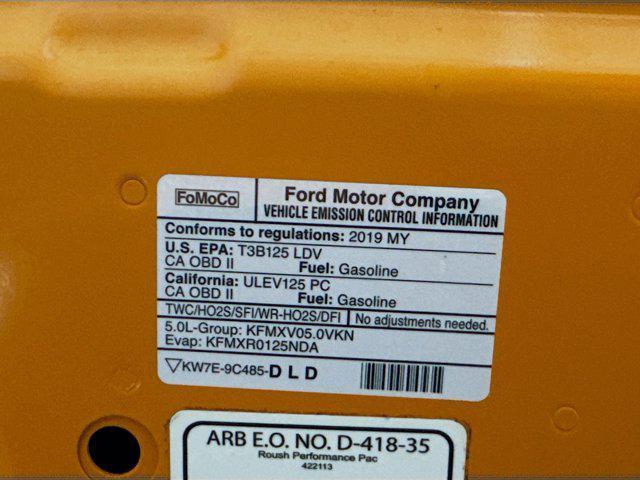 FoMoCo
Ford Motor Company
VEHICLE EMISSION CONTROL INFORMATION
Conforms to regulations: 2019 MY
U.S. EPA: T3B125 LDV
CA OBD II Fuel: Gasoline
California: ULEV125 PC
CA OBD II Fuel: Gasoline
TWC/HO2S/SFI/WR-HO2S/DFI No adjustments needed.
5.0L-Group: KFMXV05.0VKN
Evap: KFMXR0125NDA
KW7E-9C485-D L D
ARB E.O. NO. D-418-35
Roush Performance Pac
422113